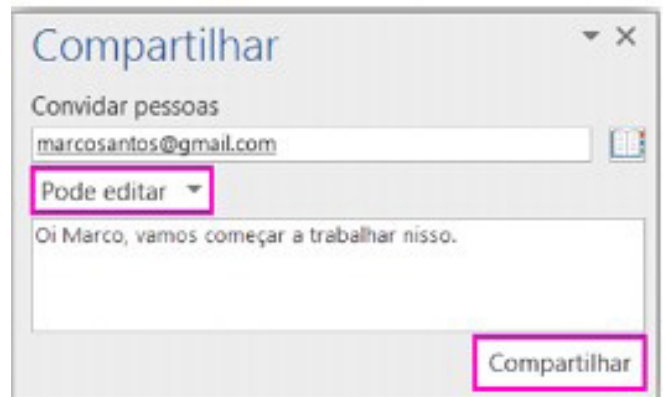 Compartilhar
Convidar pessoas
marcosantos@gmail.com
Pode editar
Oi Marco, vamos começar a trabalhar nisso.
Compartilhar